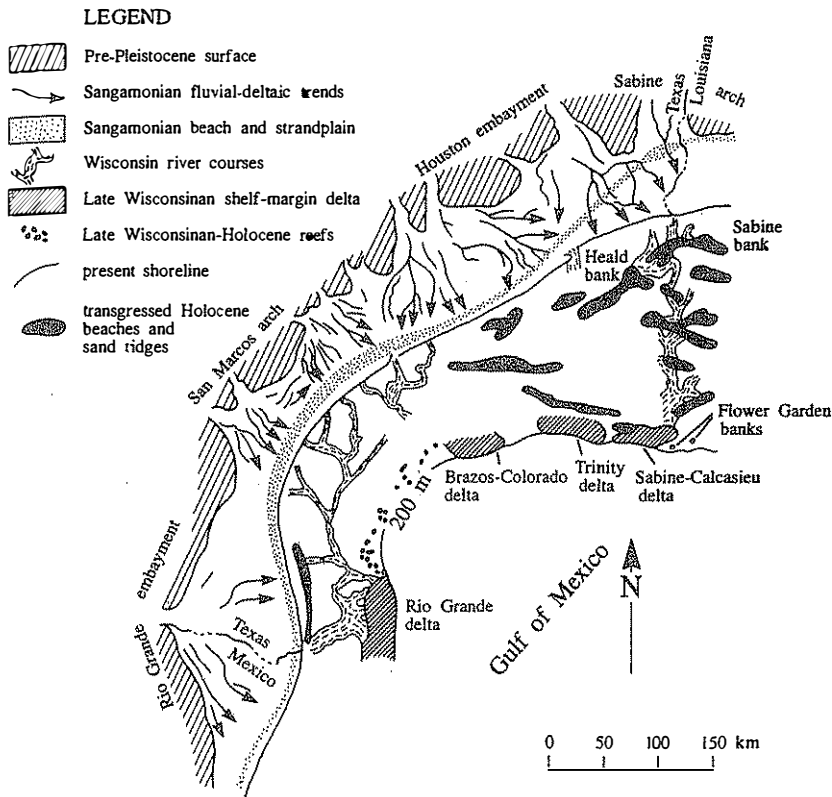 LEGEND
Pre-Pleistocene surface
Sangamonian fluvial-deltaic trends
Sangamonian beach and strandplain
Wisconsin river courses
Late Wisconsinan shelf-margin delta
Late Wisconsinan-Holocene reefs
present shoreline
transgressed Holocene
beaches and
sand ridges
Sabine
Texas
Louisiana
arch
Houston embayment
San Marcos arch
Rio Grande
embayment
Heald
bank
Sabine
bank
Flower Garden
banks
Brazos-Colorado
delta
Trinity
delta
Sabine-Calcasieu
delta
200 m
Rio Grande
delta
Texas
Mexico
Gulf of Mexico
N
0 50 100 150 km